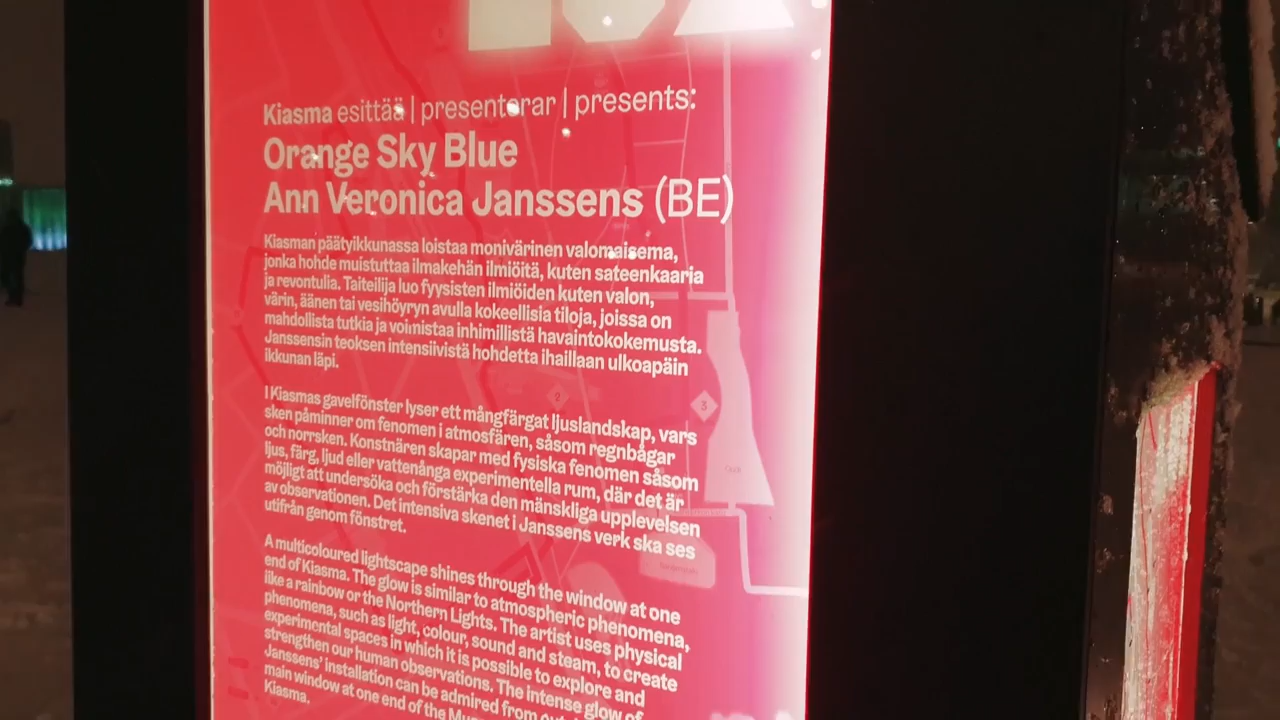 Kiasma esittää | presenterar | presents:
Orange Sky Blue
Ann Veronica Janssens (BE)
Kiasman päätyikkunassa loistaa monivärinen valomaisema,
jonka hohde muistuttaa ilmakehän ilmiöitä, kuten sateenkaaria
ja revontulia. Taiteilija luo fyysisten ilmiöiden kuten valon,
värin, äänen tai vesihöyryn avulla kokeellisia tiloja, joissa on
mahdollista tutkia ja voimistaa inhimillistä havaintokokemusta.
Janssensin teoksen intensiivistä hohdetta ihaillaan ulkoapäin
ikkunan läpi.
I Kiasmas gavelfönster lyser ett mångfärgat ljuslandskap, vars
sken påminner om fenomen i atmosfären, såsom regnbågar
och norrsken. Konstnären skapar med fysiska fenomen såsom
ljus, färg, ljud eller vattenånga experimentella rum, där det är
möjligt att undersöka och förstärka den mänskliga upplevelsen
av observationen. Det intensiva skenet i Janssens verk ska ses
utifrån genom fönstret.
A multicoloured lightscape shines through the window at one
end of Kiasma. The glow is similar to atmospheric phenomena,
like a rainbow or the Northern Lights. The artist uses physical
phenomena, such as light, colour, sound and steam, to create
experimental spaces in which it is possible to explore and
strengthen our human observations. The intense glow of
Janssens' installation can be admired from
main window at one end of the
Kiasma.
2
3